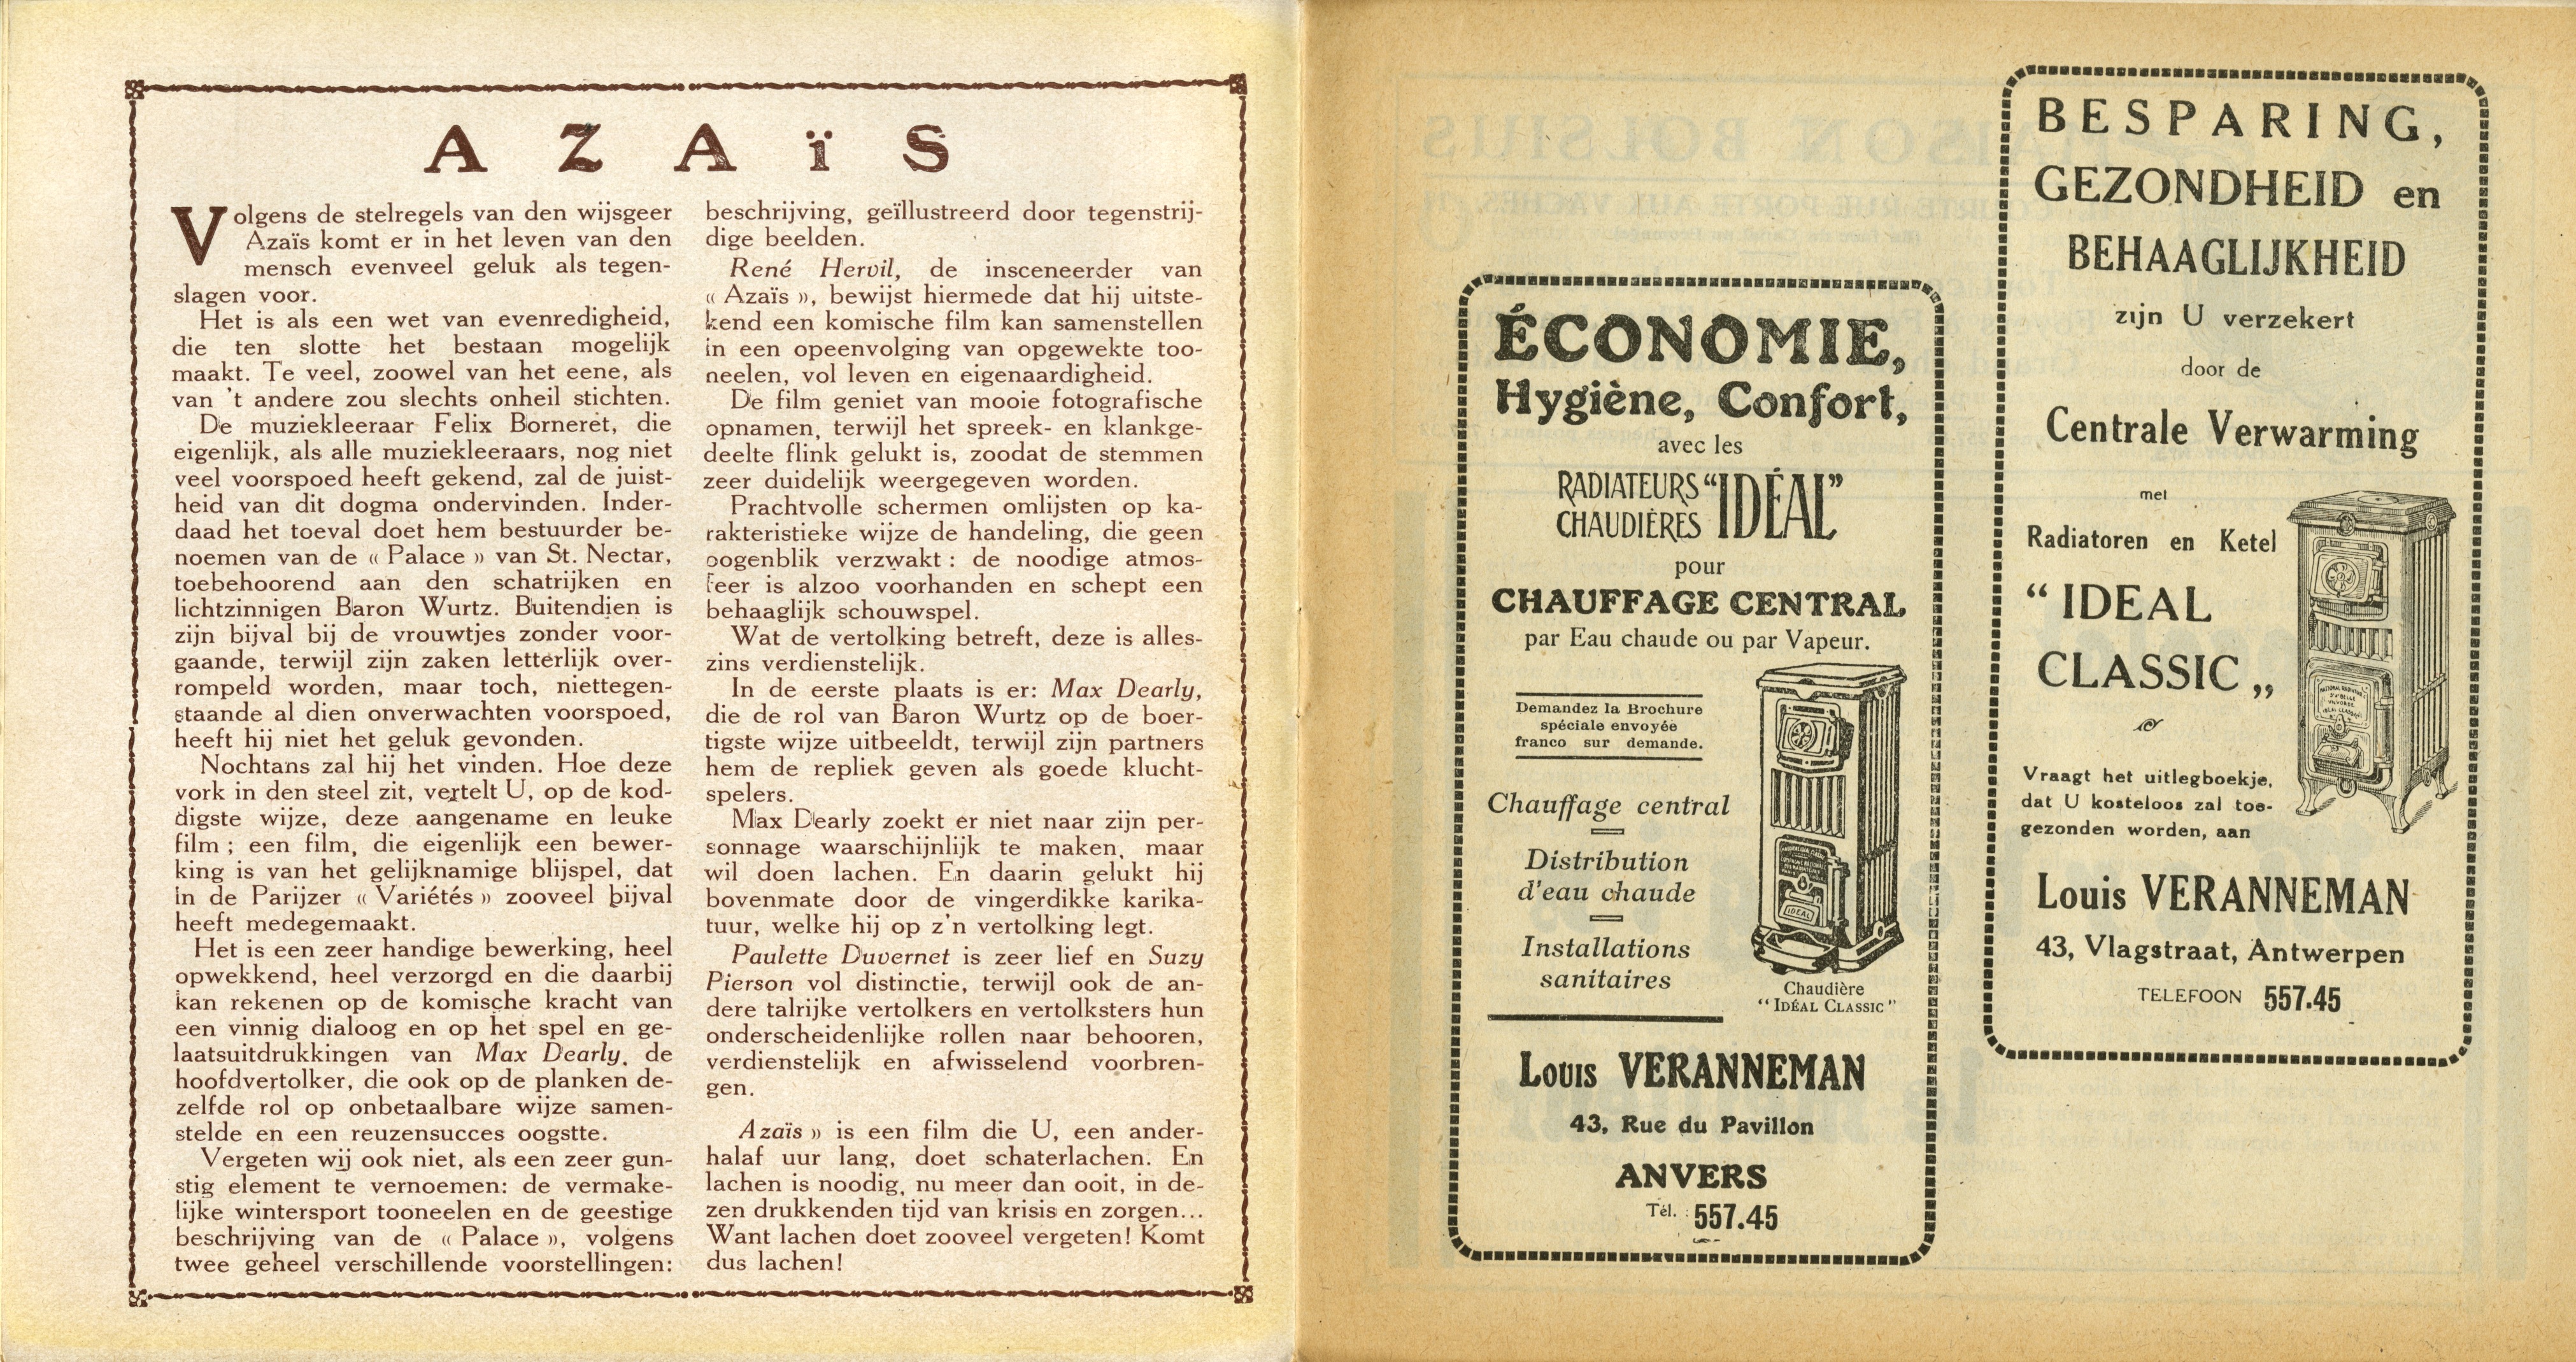 AZAïS
Volgens de stelregels van den wijsgeer
Azaïs komt er in het leven van den
mensch evenveel geluk als tegen-
slagen voor.
Het is als een wet van evenredigheid,
die ten slotte het bestaan mogelijk
maakt. Te veel, zoowel van het eene, als
van 't andere zou slechts onheil stichten.
De muziekleeraar Felix Borneret, die
eigenlijk, als alle muziekleeraars, nog niet
veel voorspoed heeft gekend, zal de juist-
heid van dit dogma ondervinden. Inder-
daad het toeval doet hem bestuurder be-
noemen van de « Palace » van St. Nectar,
toebehoorend aan den schatrijken en
lichtzinnigen Baron Wurtz. Buitendien is
zijn bijval bij de vrouwtjes zonder voor-
gaande, terwijl zijn zaken letterlijk over-
rompeld worden, maar toch, niettegen-
staande al dien onverwachten voorspoed,
heeft hij niet het geluk gevonden.
Nochtans zal hij het vinden. Hoe deze
vork in den steel zit, vertelt U, op de kod-
digste wijze, deze aangename en leuke
film ; een film, die eigenlijk een bewer-
king is van het gelijknamige blijspel, dat
in de Parijzer « Variétés » zooveel bijval
heeft medegemaakt.
Het is een zeer handige bewerking, heel
opwekkend, heel verzorgd en die daarbij
kan rekenen op de komische kracht van
een vinnig dialoog en op het spel en ge-
laatsuitdrukkingen van Max Dearly, de
hoofdvertolker, die ook op de planken de-
zelfde rol op onbetaalbare wijze samen-
stelde en een reuzensucces oogstte.
Vergeten wij ook niet, als een zeer gun-
stig element te vernoemen: de vermake-
lijke wintersport tooneelen en de geestige
beschrijving van de « Palace », volgens
twee geheel verschillende voorstellingen:
beschrijving, geïllustreerd door tegenstrij-
dige beelden.
René Hervil, de insceneerder van
« Azaïs », bewijst hiermede dat hij uitste-
kend een komische film kan samenstellen
in een opeenvolging van opgewekte too-
neelen, vol leven en eigenaardigheid.
De film geniet van mooie fotografische
opnamen, terwijl het spreek- en klankge-
deelte flink gelukt is, zoodat de stemmen
zeer duidelijk weergegeven worden.
Prachtvolle schermen omlijsten op ka-
rakteristieke wijze de handeling, die geen
oogenblik verzwakt : de noodige atmos-
feer is alzoo voorhanden en schept een
behaaglijk schouwspel.
Wat de vertolking betreft, deze is alles-
zins verdienstelijk.
In de eerste plaats is er: Max Dearly,
die de rol van Baron Wurtz op de boer-
tigste wijze uitbeeldt, terwijl zijn partners
hem de repliek geven als goede klucht-
spelers.
Max Dearly zoekt er niet naar zijn per-
sonnage waarschijnlijk te maken, maar
wil doen lachen. En daarin gelukt hij
bovenmate door de vingerdikke karika-
tuur, welke hij op z'n vertolking legt.
Paulette Duvernet is zeer lief en Suzy
Pierson vol distinctie, terwijl ook de an-
dere talrijke vertolkers en vertolksters hun
onderscheidenlijke rollen naar behooren,
verdienstelijk en afwisselend voorbren-
gen.
Azaïs » is een film die U, een ander-
halaf uur lang, doet schaterlachen. En
lachen is noodig, nu meer dan ooit, in de-
zen drukkenden tijd van krisis en zorgen...
Want lachen doet zooveel vergeten! Komt
dus lachen!
ÉCONOMIE,
Hygiène, Confort,
avec les
RADIATEURS
CHAUDIÈRES
"IDÉAL"
pour
CHAUFFAGE CENTRAL
par Eau chaude ou par Vapeur.
Demandez la Brochure
spéciale envoyée
franco sur demande.
Chauffage central
Distribution
d'eau chaude
Installations
sanitaires
IDEAL
Chaudière
"IDÉAL CLASSIC"
Louis VERANNEMAN
43, Rue du Pavillon
ANVERS
Tél. : 557.45
BESPARING,
GEZONDHEID en
BEHAAGLIJKHEID
zijn U verzekert
door de
Centrale Verwarming
met
Radiatoren en Ketel
"IDEAL
CLASSIC„
Vraagt het uitlegboekje,
dat U kosteloos zal toe-
gezonden worden, aan
Louis VERANNEMAN
43, Vlagstraat, Antwerpen
TELEFOON 557.45